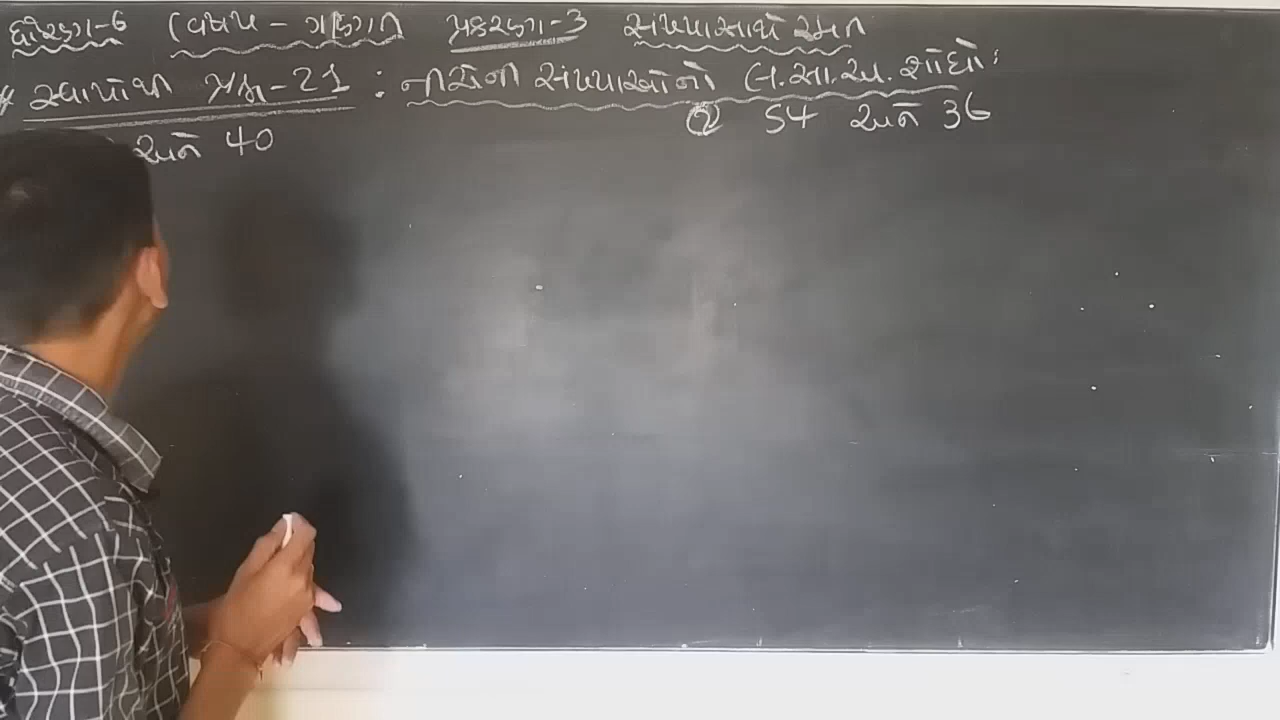 ધોરણ-6 વિષય - ગણિત પ્રકરણ-3 સંખ્યા સાથે રમત
# સ્વાધ્યાય પ્રશ્ન-21 : નીચેના સંખ્યાઓનો લ.સા.અ. શોધો:
અને 40
② 54 અને 36